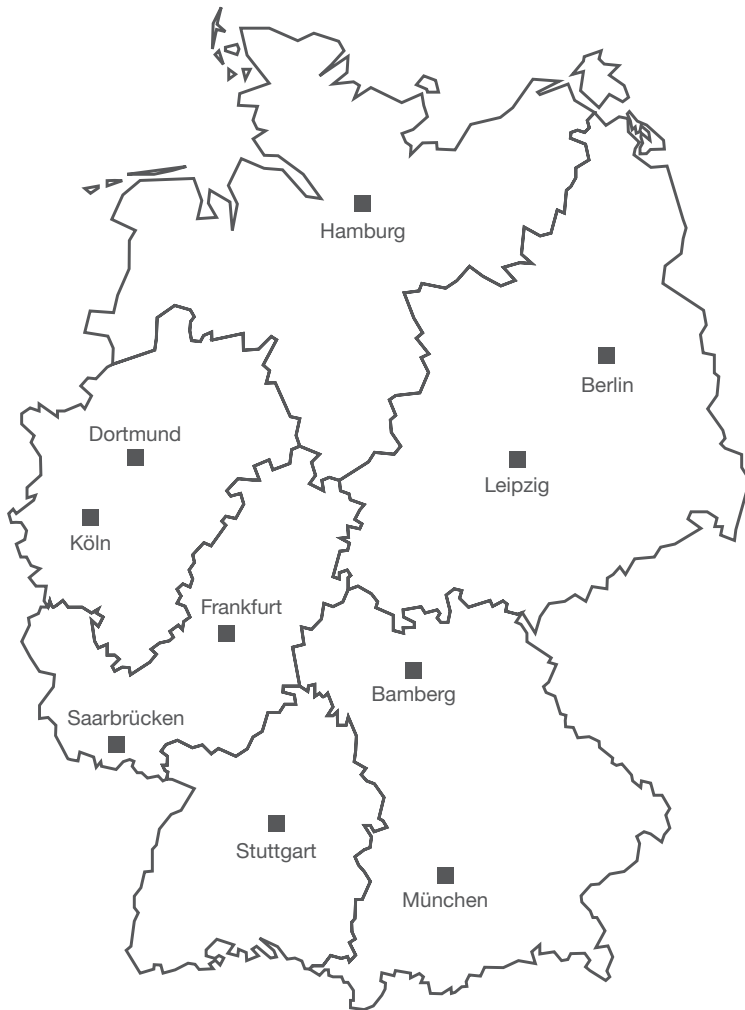 Hamburg
Berlin
Dortmund
Leipzig
Köln
Frankfurt
Bamberg
Saarbrücken
Stuttgart
München